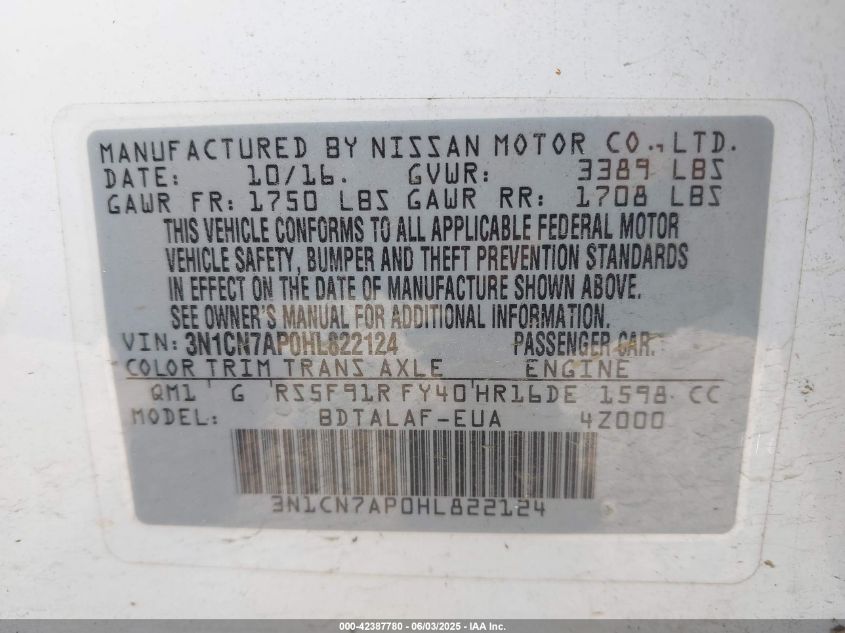 MANUFACTURED BY NISSAN MOTOR CO., LTD.
DATE: 10/16. GVWR: 3389 LBS
GAWR FR: 1750 LBS GAWR RR: 1708 LBS
THIS VEHICLE CONFORMS TO ALL APPLICABLE FEDERAL MOTOR
VEHICLE SAFETY, BUMPER AND THEFT PREVENTION STANDARDS
IN EFFECT ON THE DATE OF MANUFACTURE SHOWN ABOVE.
SEE OWNER'S MANUAL FOR ADDITIONAL INFORMATION.
VIN: 3N1CN7AP0HL822124 PASSENGER CAR.
COLOR TRIM TRANS AXLE ENGINE
QM1 G RS5F91R FY40 HR16DE 1598 CC
MODEL: BDTALAF-EUA 4Z000
3N1CN7AP0HL822124
000-42387780 - 06/03/2025 - IAA Inc.